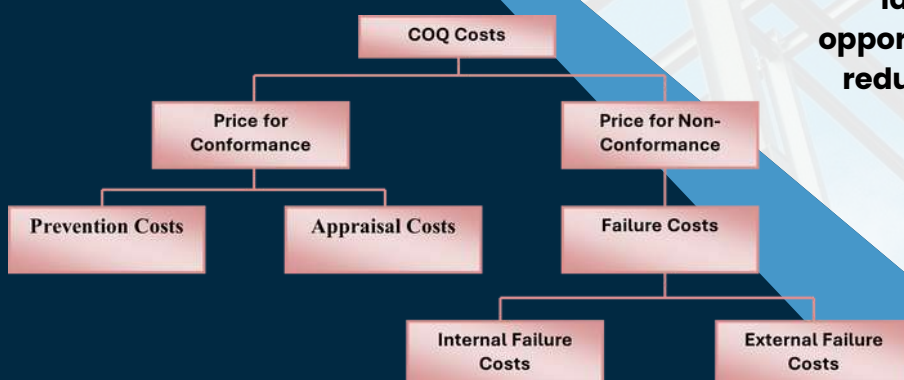 COQ Costs
oppor
redu
Price for
Conformance
Price for Non-
Conformance
Prevention Costs
Appraisal Costs
Failure Costs
Internal Failure
Costs
External Failure
Costs